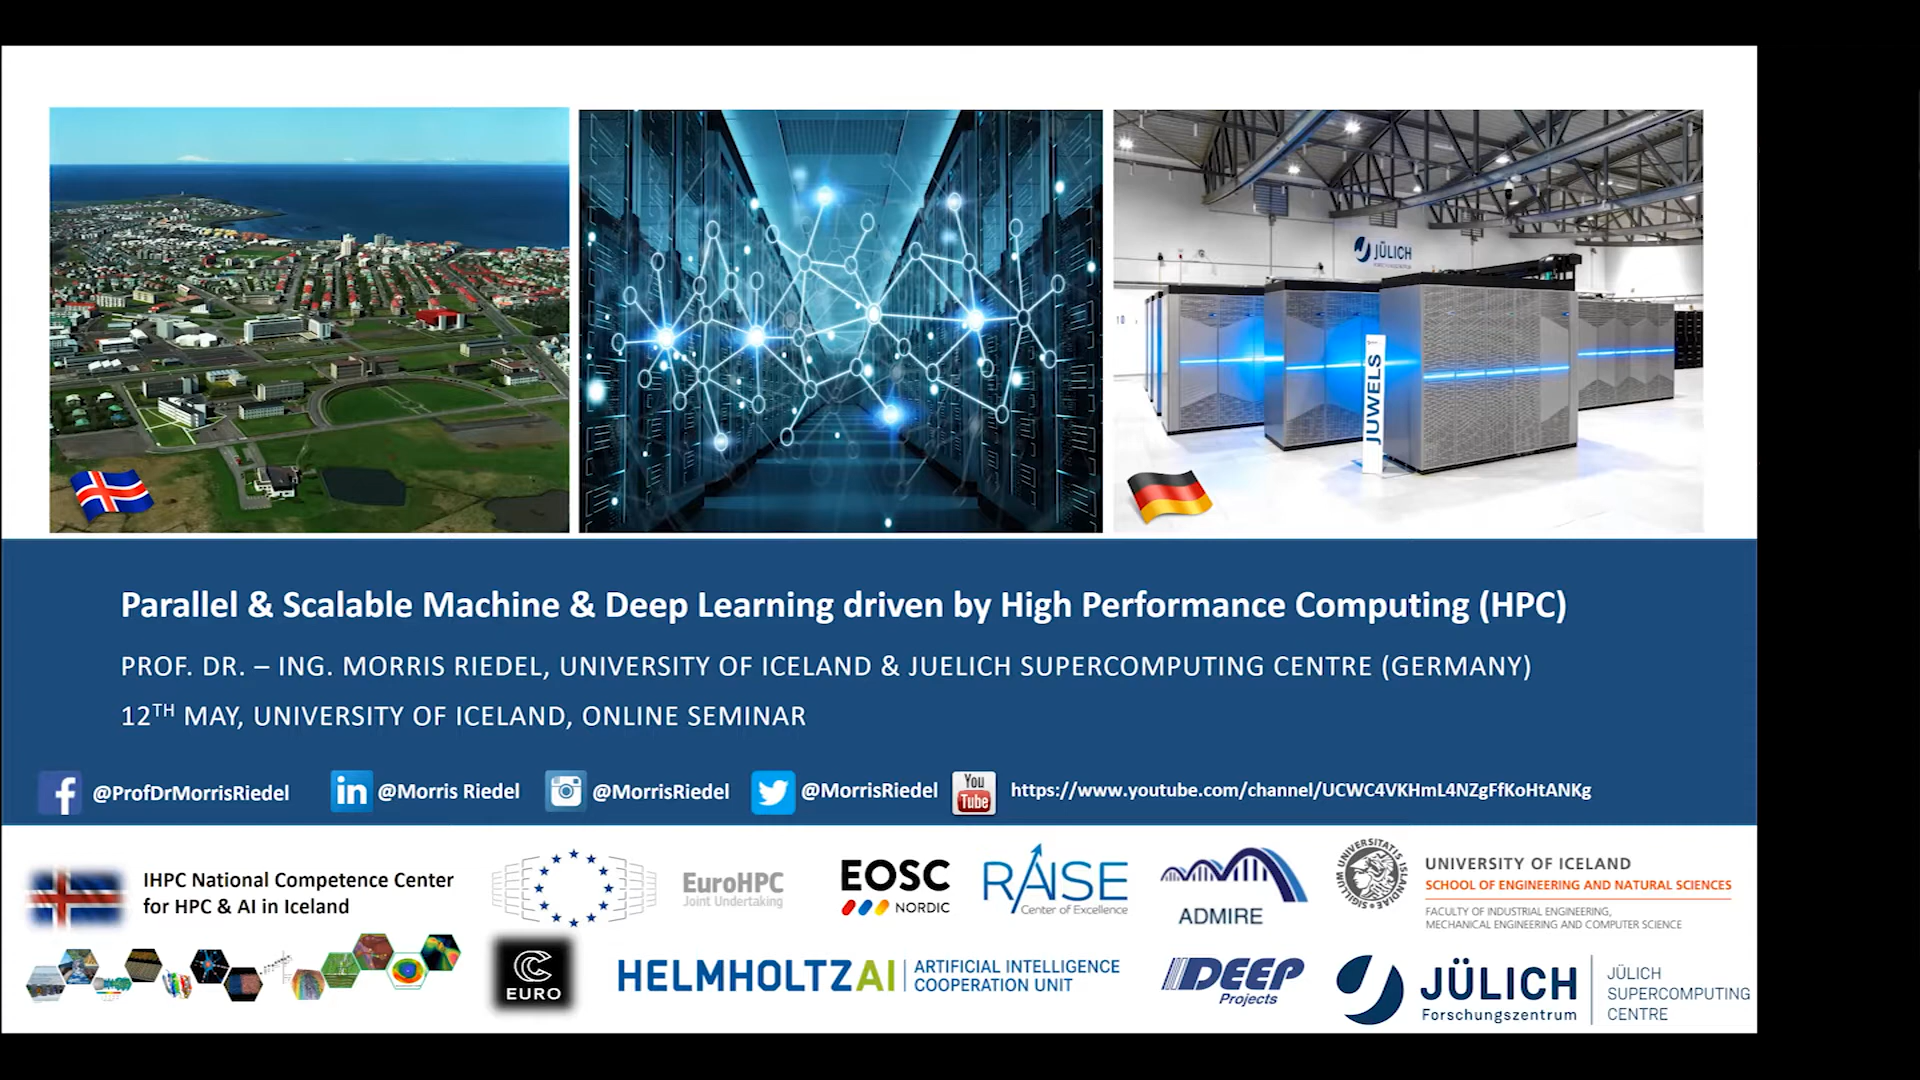 JÜLICH
JUWELS
Parallel & Scalable Machine & Deep Learning driven by High Performance Computing (HPC)
PROF. DR. – ING. MORRIS RIEDEL, UNIVERSITY OF ICELAND & JUELICH SUPERCOMPUTING CENTRE (GERMANY)
12TH MAY, UNIVERSITY OF ICELAND, ONLINE SEMINAR
@ProfDrMorrisRiedel
in @Morris Riedel
@MorrisRiedel
@MorrisRiedel
You Tube
https://www.youtube.com/channel/UCWC4VKHmL4NZgFfKoHtANKg
IHPC National Competence Center
for HPC & AI in Iceland
EuroHPC
Joint Undertaking
EOSC
NORDIC
RAISE
Center of Excellence
ADMIRE
SIGILLUM UNIVERSITATIS ISLANDIAE
UNIVERSITY OF ICELAND
SCHOOL OF ENGINEERING AND NATURAL SCIENCES
FACULTY OF INDUSTRIAL ENGINEERING,
MECHANICAL ENGINEERING AND COMPUTER SCIENCE
EURO
HELMHOLTZAI
ARTIFICIAL INTELLIGENCE
COOPERATION UNIT
DEEP
Projects
JÜLICH
Forschungszentrum
JÜLICH
SUPERCOMPUTING
CENTRE